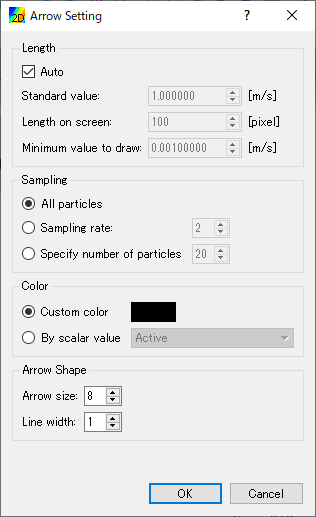 2D Arrow Setting
Length
Auto
Standard value: 1.000000 [m/s]
Length on screen: 100 [pixel]
Minimum value to draw: 0.00100000 [m/s]
Sampling
All particles
Sampling rate: 2
Specify number of particles 20
Color
Custom color
By scalar value Active
Arrow Shape
Arrow size: 8
Line width: 1
OK Cancel